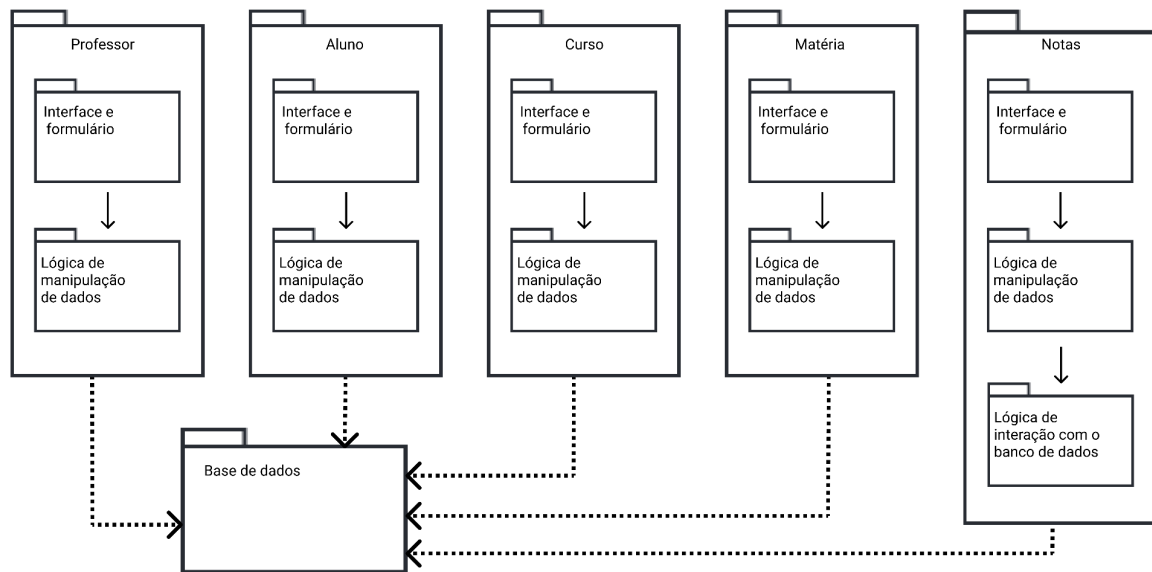 Professor
Interface e
formulário
Lógica de
manipulação
de dados
Aluno
Interface e
formulário
Lógica de
manipulação
de dados
Curso
Interface e
formulário
Lógica de
manipulação
de dados
Matéria
Interface e
formulário
Lógica de
manipulação
de dados
Notas
Interface e
formulário
Lógica de
manipulação
de dados
Lógica de
interação com o
banco de dados
Base de dados